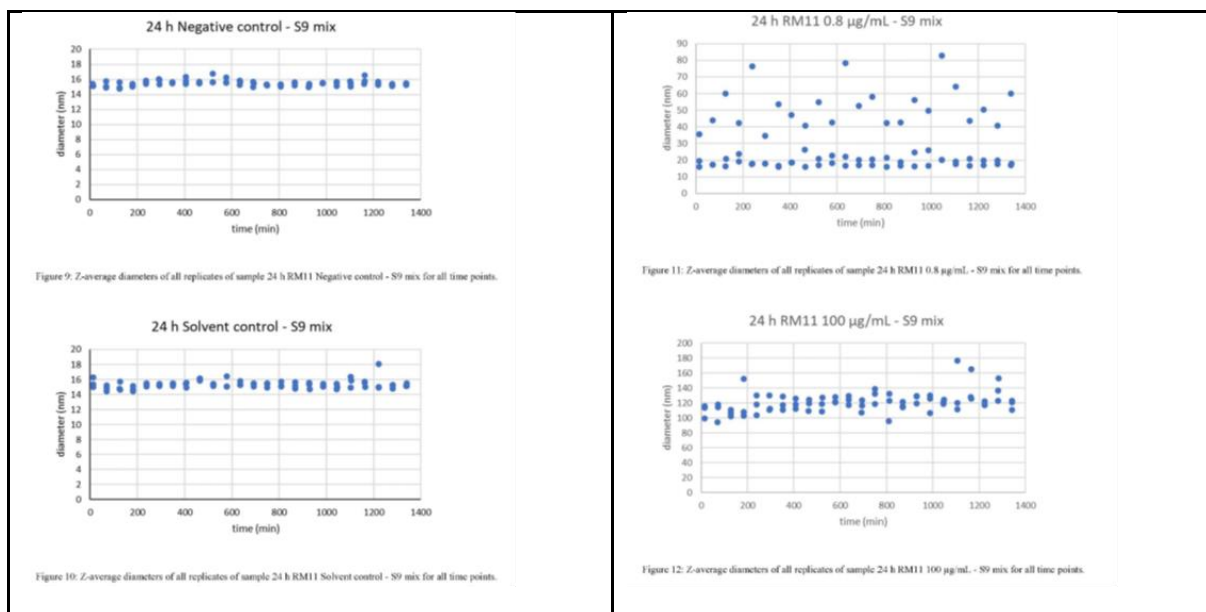 24 h Negative control - S9 mix
20
18
16
14
12
10
8
6
4
2
0
diameter (nm)
0 200 400 600 800 1000 1200 1400
time (min)
Figure 9: Z-average diameters of all replicates of sample 24 h RM11 Negative control - S9 mix for all time points.
24 h Solvent control - S9 mix
20
18
16
14
12
10
8
6
4
2
0
diameter (nm)
0 200 400 600 800 1000 1200 1400
time (min)
Figure 10: Z-average diameters of all replicates of sample 24 h RM11 Solvent control - S9 mix for all time points.
24 h RM11 0.8 µg/mL - S9 mix
90
80
70
60
50
40
30
20
10
0
diameter (nm)
0 200 400 600 800 1000 1200 1400
time (min)
Figure 11: Z-average diameters of all replicates of sample 24 h RM11 0.8 µg/mL - S9 mix for all time points.
24 h RM11 100 µg/mL - S9 mix
200
180
160
140
120
100
80
60
40
20
0
diameter (nm)
0 200 400 600 800 1000 1200 1400
time (min)
Figure 12: Z-average diameters of all replicates of sample 24 h RM11 100 µg/mL - S9 mix for all time points.